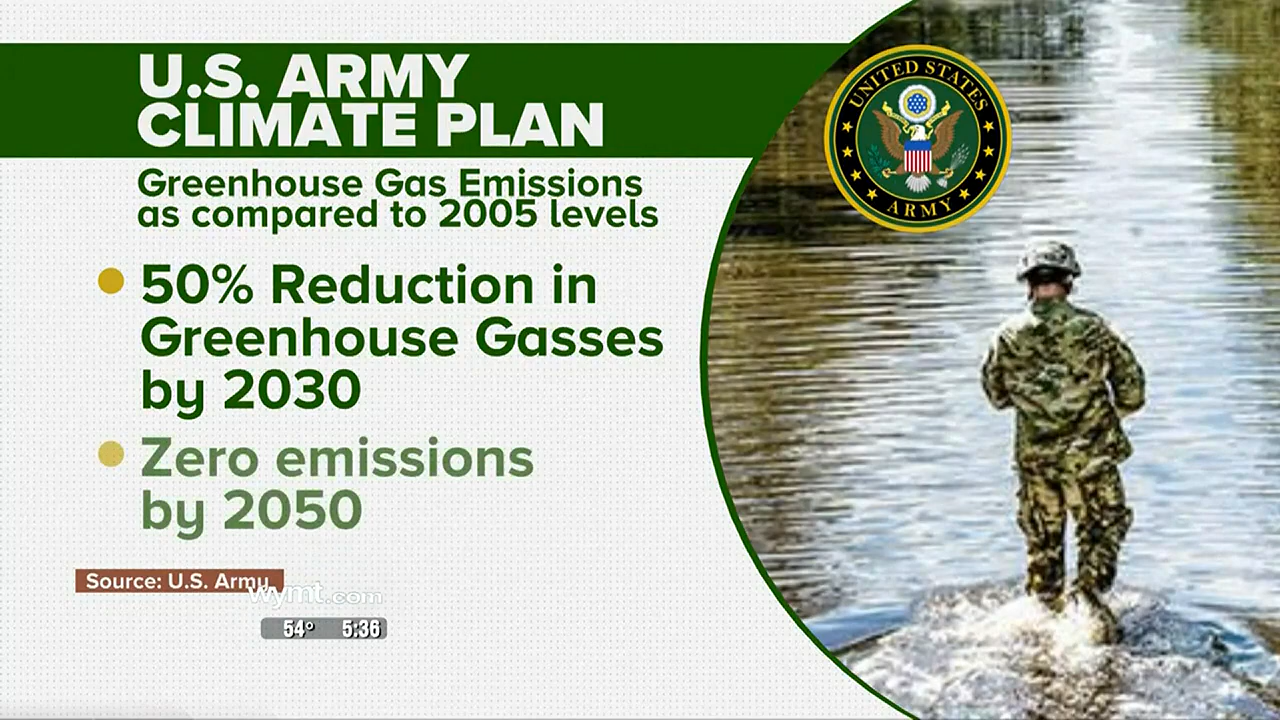 U.S. ARMY
CLIMATE PLAN
Greenhouse Gas Emissions
as compared to 2005 levels
50% Reduction in
Greenhouse Gasses
by 2030
Zero emissions
by 2050
Source: U.S. Army
wymt.com
54° 5:36
UNITED STATES
ARMY